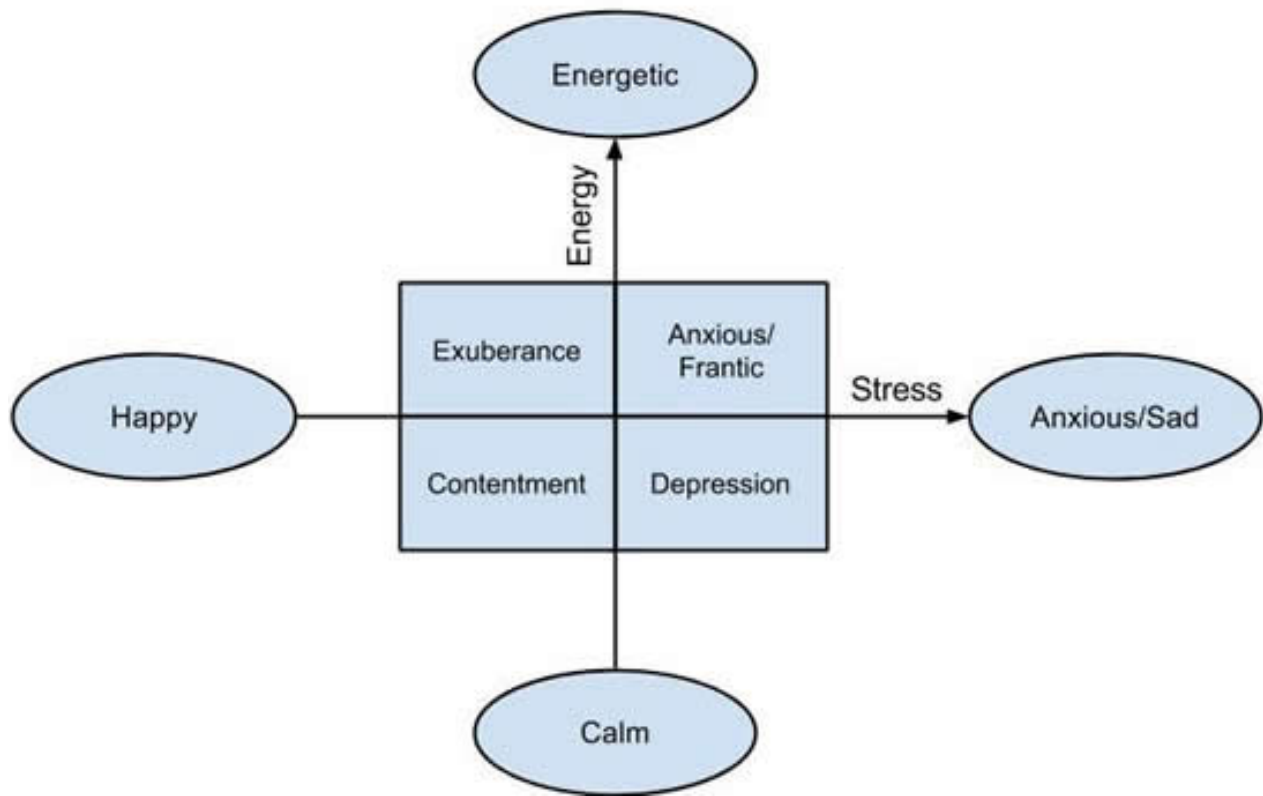 Energetic
Energy
Exuberance
Anxious/
Frantic
Happy
Stress
Anxious/Sad
Contentment
Depression
Calm